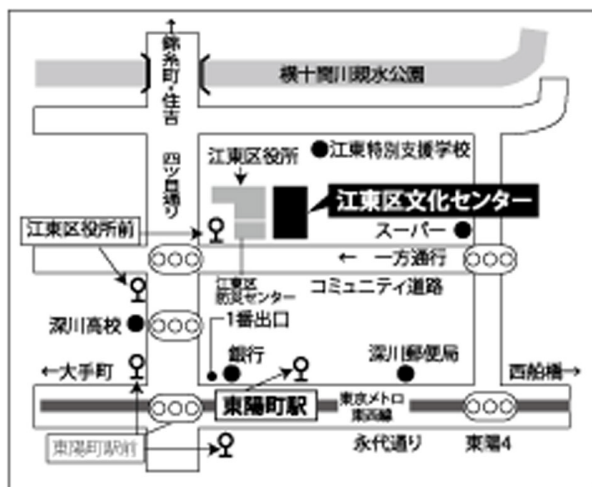 ↑錦糸町・住吉
横十間川親水公園
四ツ目通り
江東区役所
江東特別支援学校
江東区文化センター
江東区役所前
スーパー
← 一方通行
江東区
防災センター
コミュニティ道路
深川高校
1番出口
←大手町
銀行
深川郵便局
西船橋→
東陽町駅
東京メトロ
東西線
東陽町駅前
永代通り
東陽4